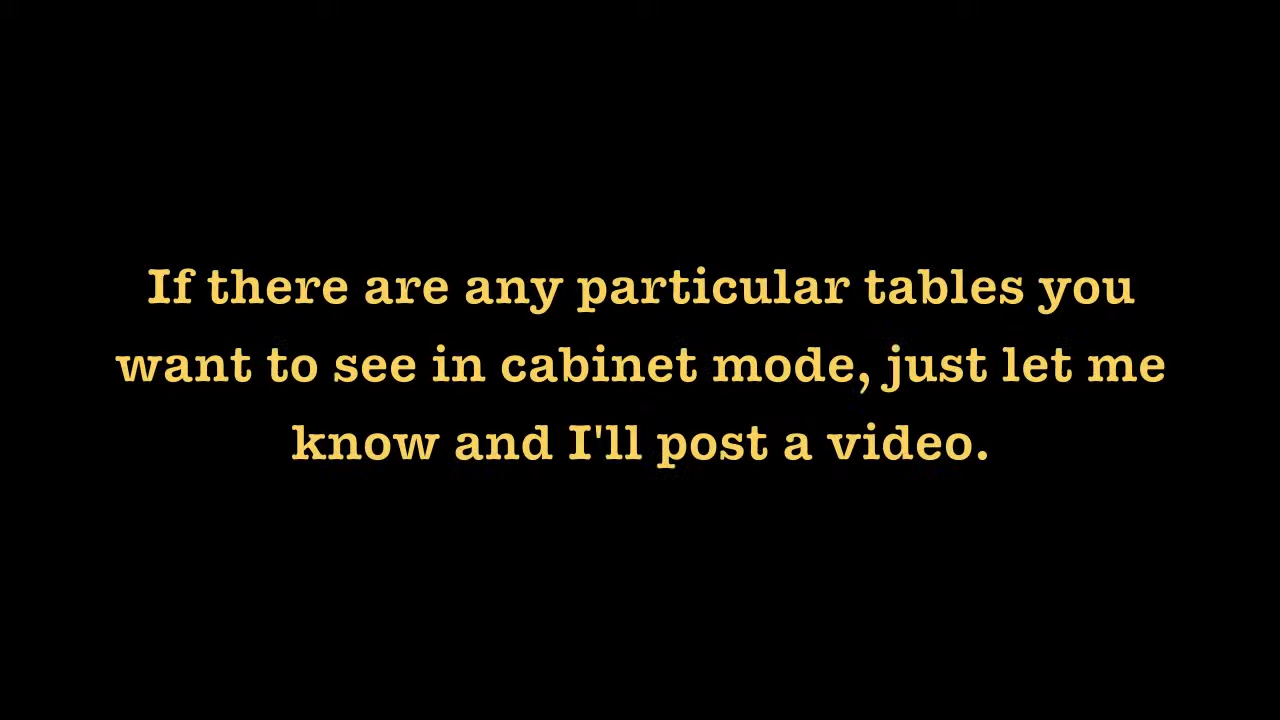 If there are any particular tables you
want to see in cabinet mode, just let me
know and I'll post a video.